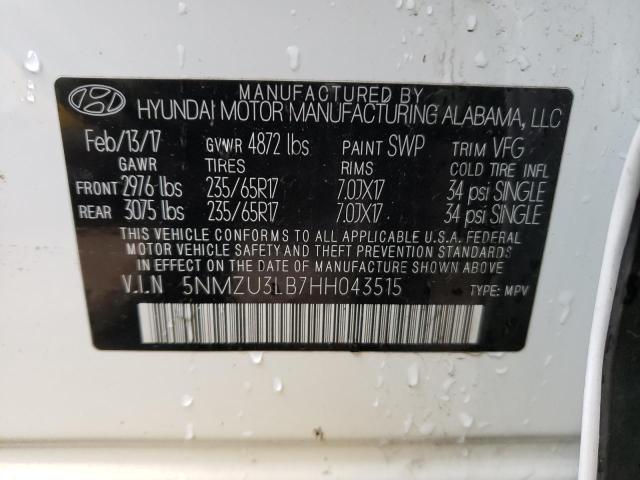 MANUFACTURED BY
HYUNDAI MOTOR MANUFACTURING ALABAMA, LLC
Feb/13/17 GVWR 4872 lbs PAINT SWP TRIM VFG
GAWR TIRES RIMS COLD TIRE INFL
FRONT 2976 lbs 235/65R17 7.0JX17 34 psi SINGLE
REAR 3075 lbs 235/65R17 7.0JX17 34 psi SINGLE
THIS VEHICLE CONFORMS TO ALL APPLICABLE U.S.A. FEDERAL
MOTOR VEHICLE SAFETY AND THEFT PREVENTION STANDARDS
IN EFFECT ON THE DATE OF MANUFACTURE SHOWN ABOVE.
V.I.N 5NMZU3LB7HH043515 TYPE: MPV